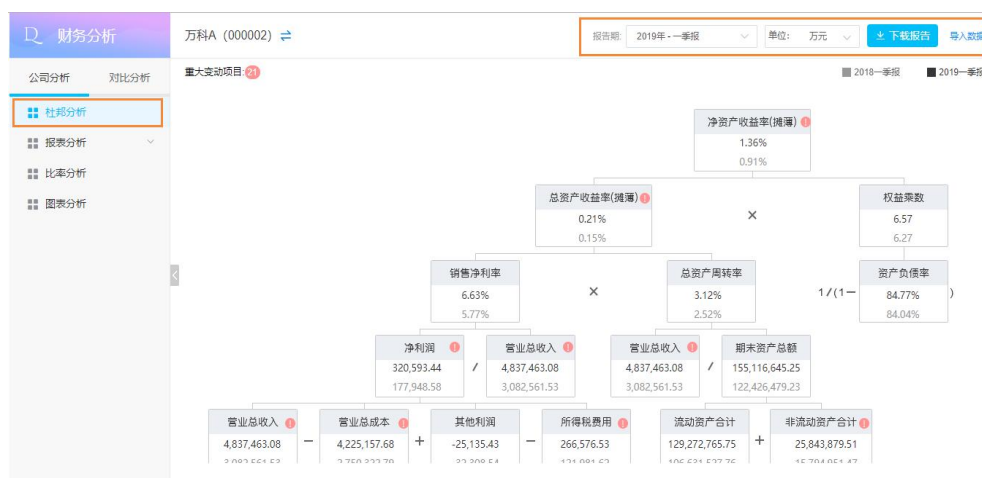 财务分析
万科A（000002）
报告期: 2019年 - 一季报 单位: 万元 下载报告 导入数据
公司分析 对比分析
重大变动项目: 21
2018一季报 2019一季报
杜邦分析
报表分析
比率分析
图表分析
净资产收益率(摊薄) !
1.36%
0.91%
总资产收益率(摊薄) ! 权益乘数
0.21% × 6.57
0.15% 6.27
销售净利率 总资产周转率 资产负债率
6.63% × 3.12% 1/(1— 84.77% )
5.77% 2.52% 84.04%
净利润 ! 营业总收入 ! 营业总收入 ! 期末资产总额
320,593.44 / 4,837,463.08 4,837,463.08 / 155,116,645.25
177,948.58 3,082,561.53 3,082,561.53 122,426,479.23
营业总收入 ! 营业总成本 ! 其他利润 所得税费用 ! 流动资产合计 非流动资产合计 !
4,837,463.08 — 4,225,157.68 + -25,135.43 — 266,576.53 129,272,765.75 + 25,843,879.51